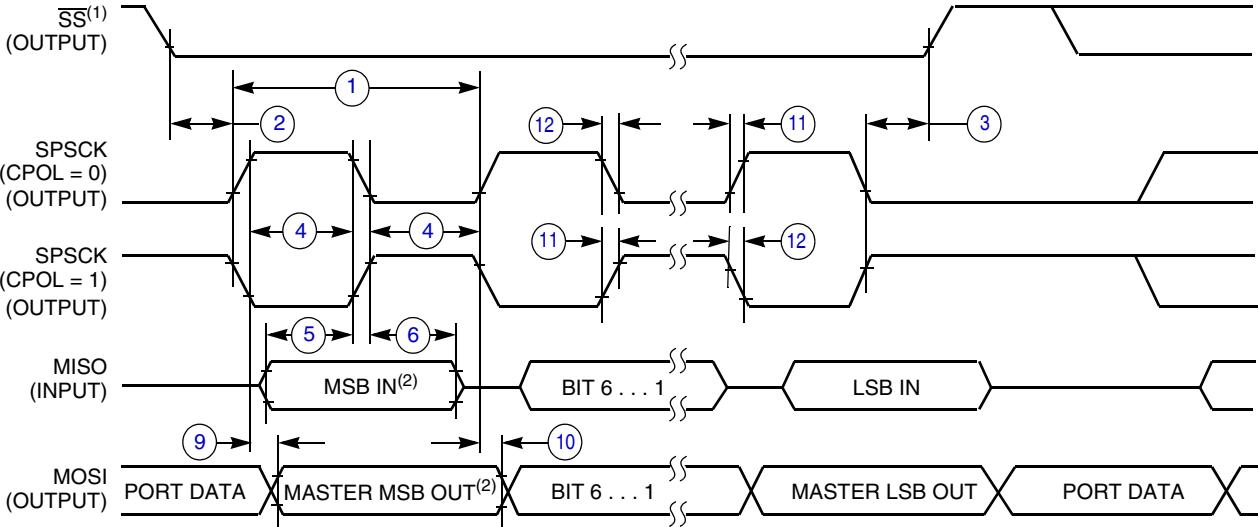 SS(1)
(OUTPUT)
1
2
12
11
3
SPSCK
(CPOL = 0)
(OUTPUT)
4
4
11
12
SPSCK
(CPOL = 1)
(OUTPUT)
5
6
MISO
(INPUT)
MSB IN(2)
BIT 6 . . . 1
LSB IN
9
10
MOSI
(OUTPUT)
PORT DATA
MASTER MSB OUT(2)
BIT 6 . . . 1
MASTER LSB OUT
PORT DATA